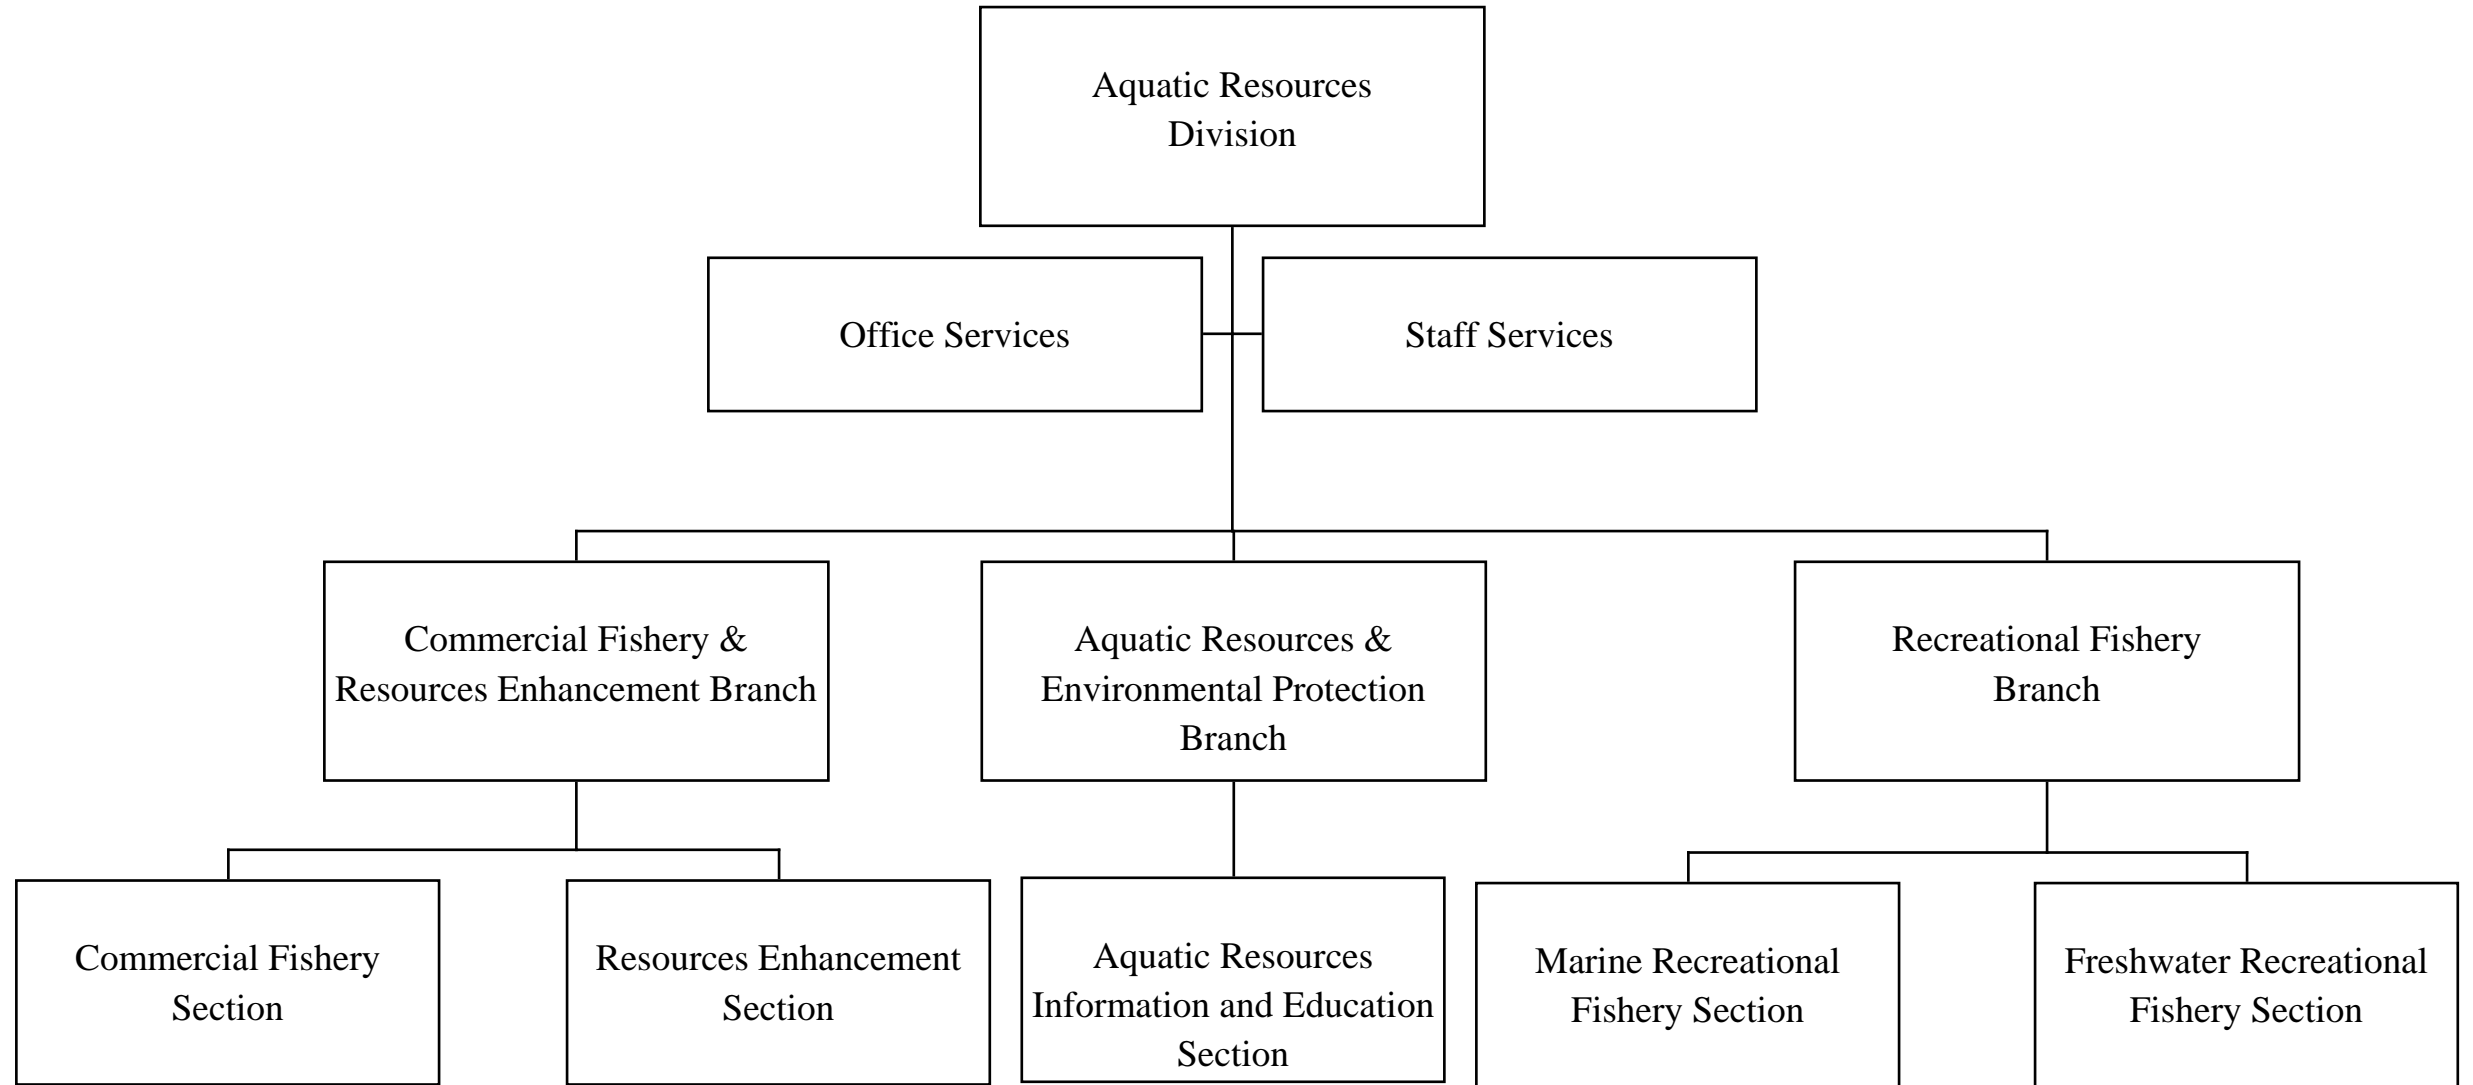 Aquatic Resources
Division
Office Services
Staff Services
Commercial Fishery &
Resources Enhancement Branch
Aquatic Resources &
Environmental Protection
Branch
Recreational Fishery
Branch
Commercial Fishery
Section
Resources Enhancement
Section
Aquatic Resources
Information and Education
Section
Marine Recreational
Fishery Section
Freshwater Recreational
Fishery Section